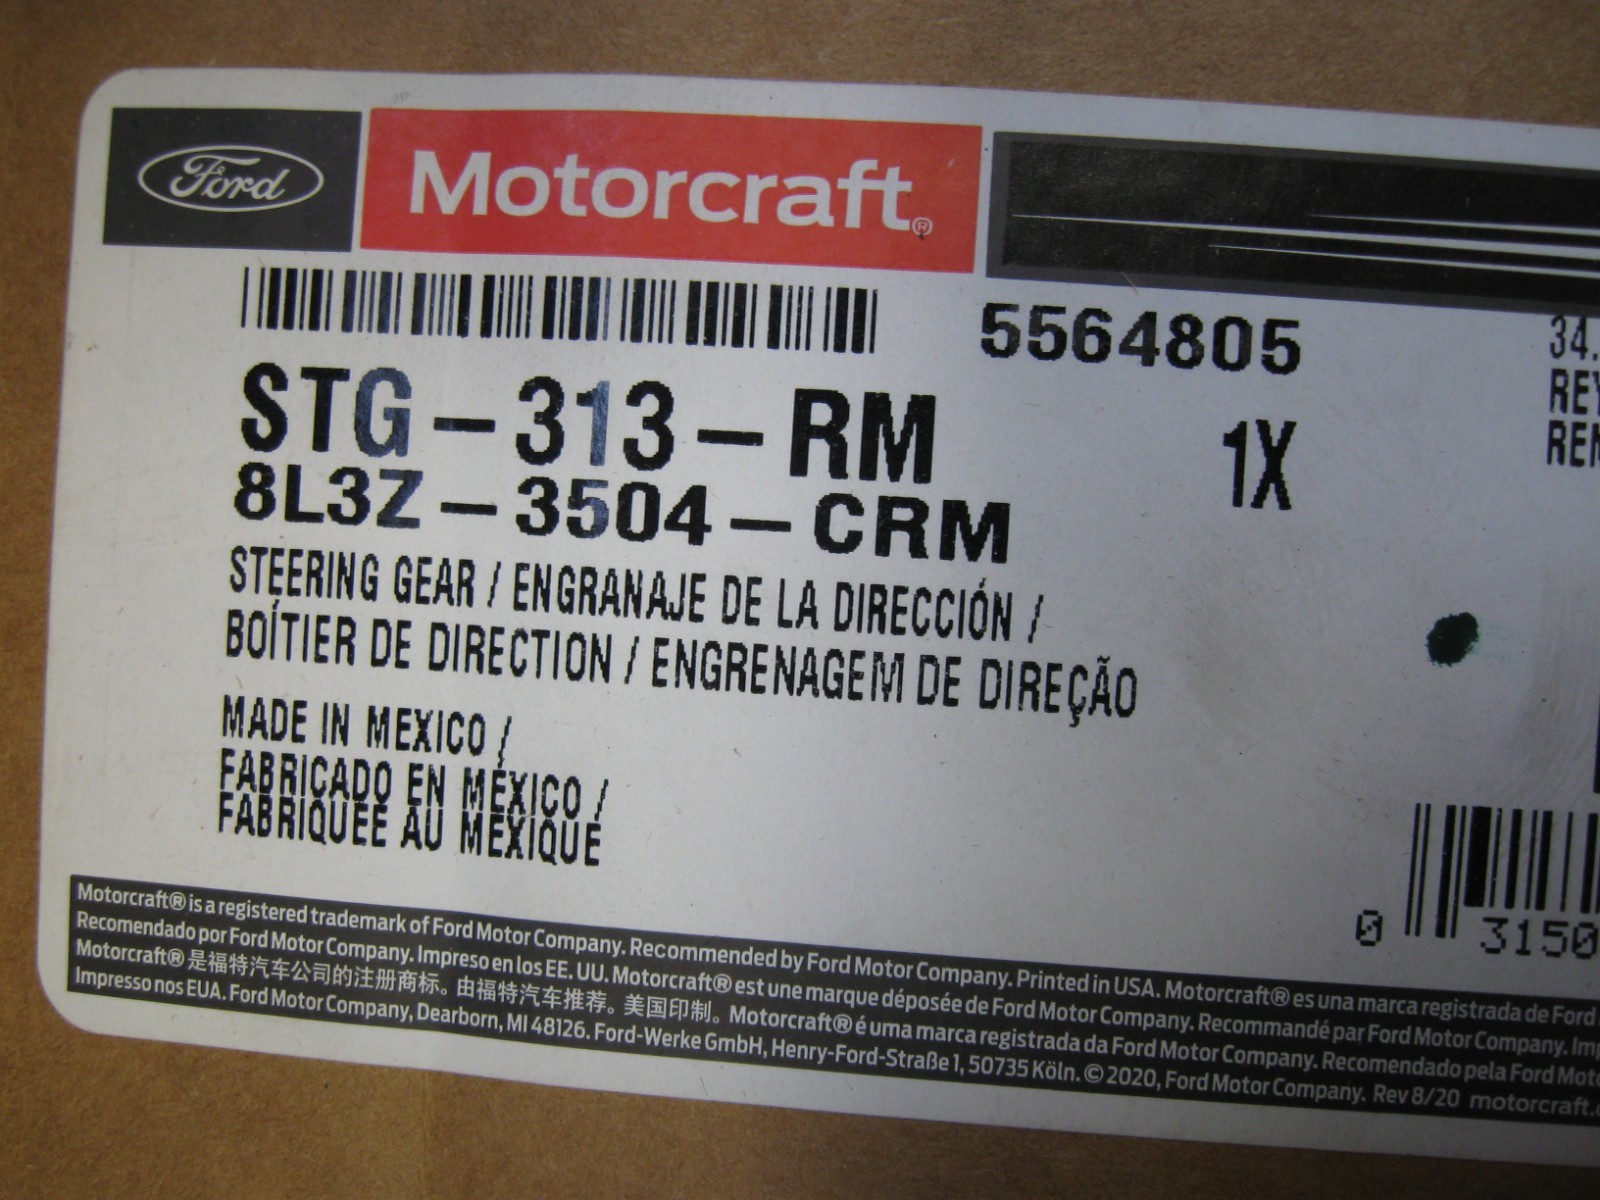 Ford
Motorcraft®
5564805
34.
STG-313-RM
1X
8L3Z-3504-CRM
STEERING GEAR / ENGRANAJE DE LA DIRECCIÓN /
BOÎTIER DE DIRECTION / ENGRENAGEM DE DIREÇÃO
MADE IN MEXICO /
FABRICADO EN MÉXICO /
FABRIQUÉE AU MEXIQUE
0 3150
Motorcraft® is a registered trademark of Ford Motor Company. Recommended by Ford Motor Company. Printed in USA. Motorcraft® es una marca registrada de Ford
Recomendado por Ford Motor Company. Impreso en los EE. UU. Motorcraft® est une marque déposée de Ford Motor Company. Recommandé par Ford Motor Company.
Motorcraft® 是福特汽车公司的注册商标。由福特汽车推荐。美国印制。Motorcraft® é uma marca registrada da Ford Motor Company. Recomendado pela Ford
Impresso nos EUA. Ford Motor Company, Dearborn, MI 48126. Ford-Werke GmbH, Henry-Ford-Straße 1, 50735 Köln. © 2020, Ford Motor Company. Rev 8/20 motorcraft.